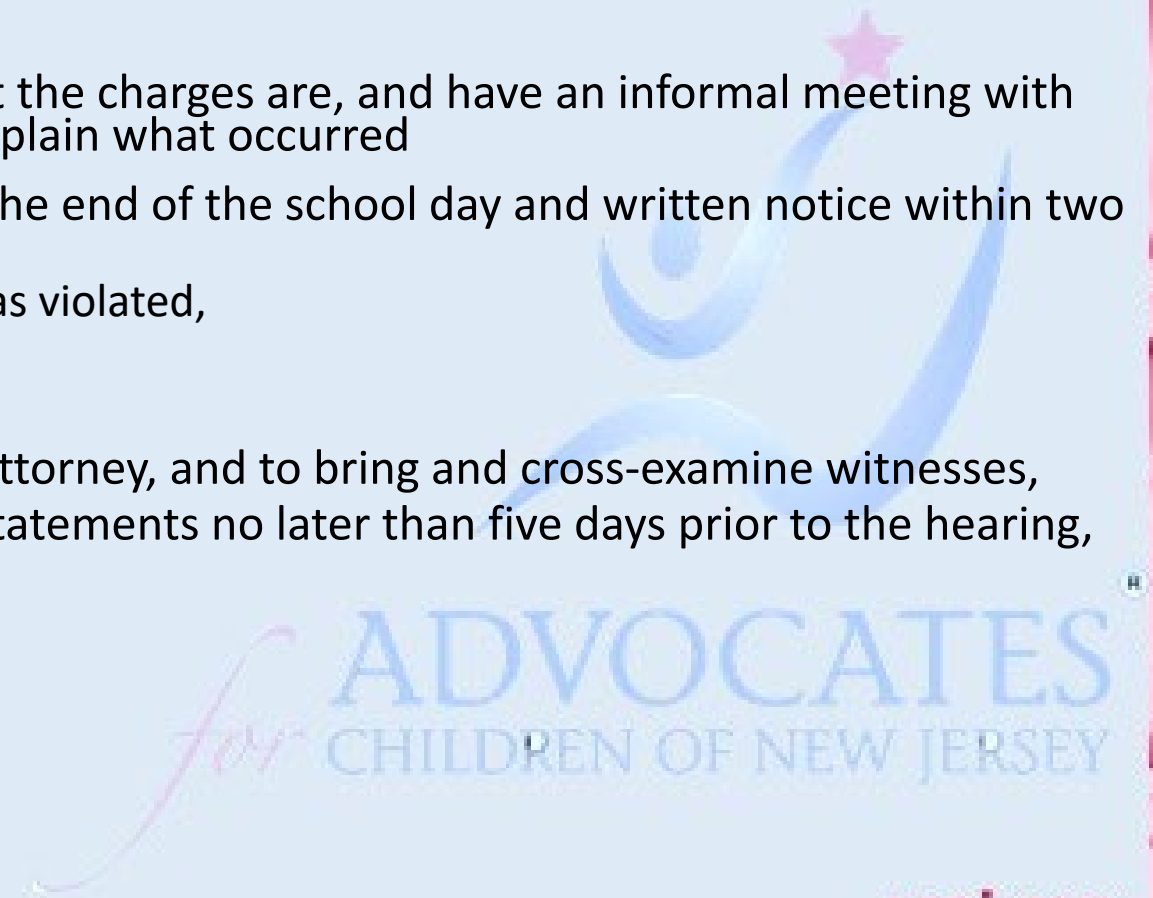 the charges are, and have an informal meeting with
plain what occurred
he end of the school day and written notice within two
as violated,
ttorney, and to bring and cross-examine witnesses,
tatements no later than five days prior to the hearing,
H
ADVOCATES
for CHILDREN OF NEW JERSEY